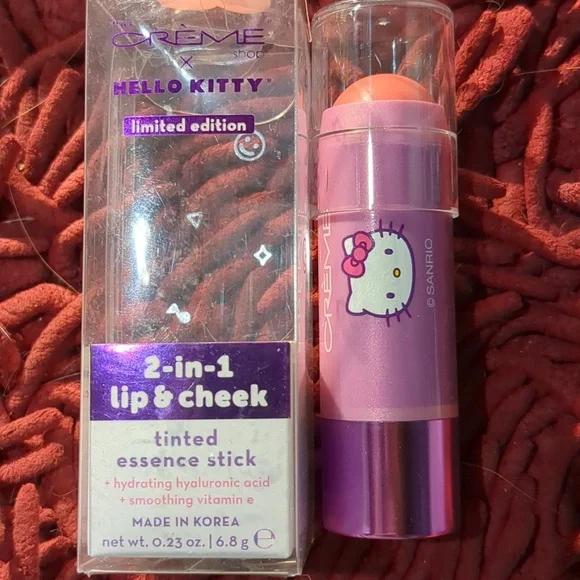 the
CRÈME
shop
×
HELLO KITTY®
limited edition
2-in-1
lip & cheek
tinted
essence stick
+ hydrating hyaluronic acid
+ smoothing vitamin e
MADE IN KOREA
net wt. 0.23 oz. | 6.8 g ℮
CRÈME
© SANRIO